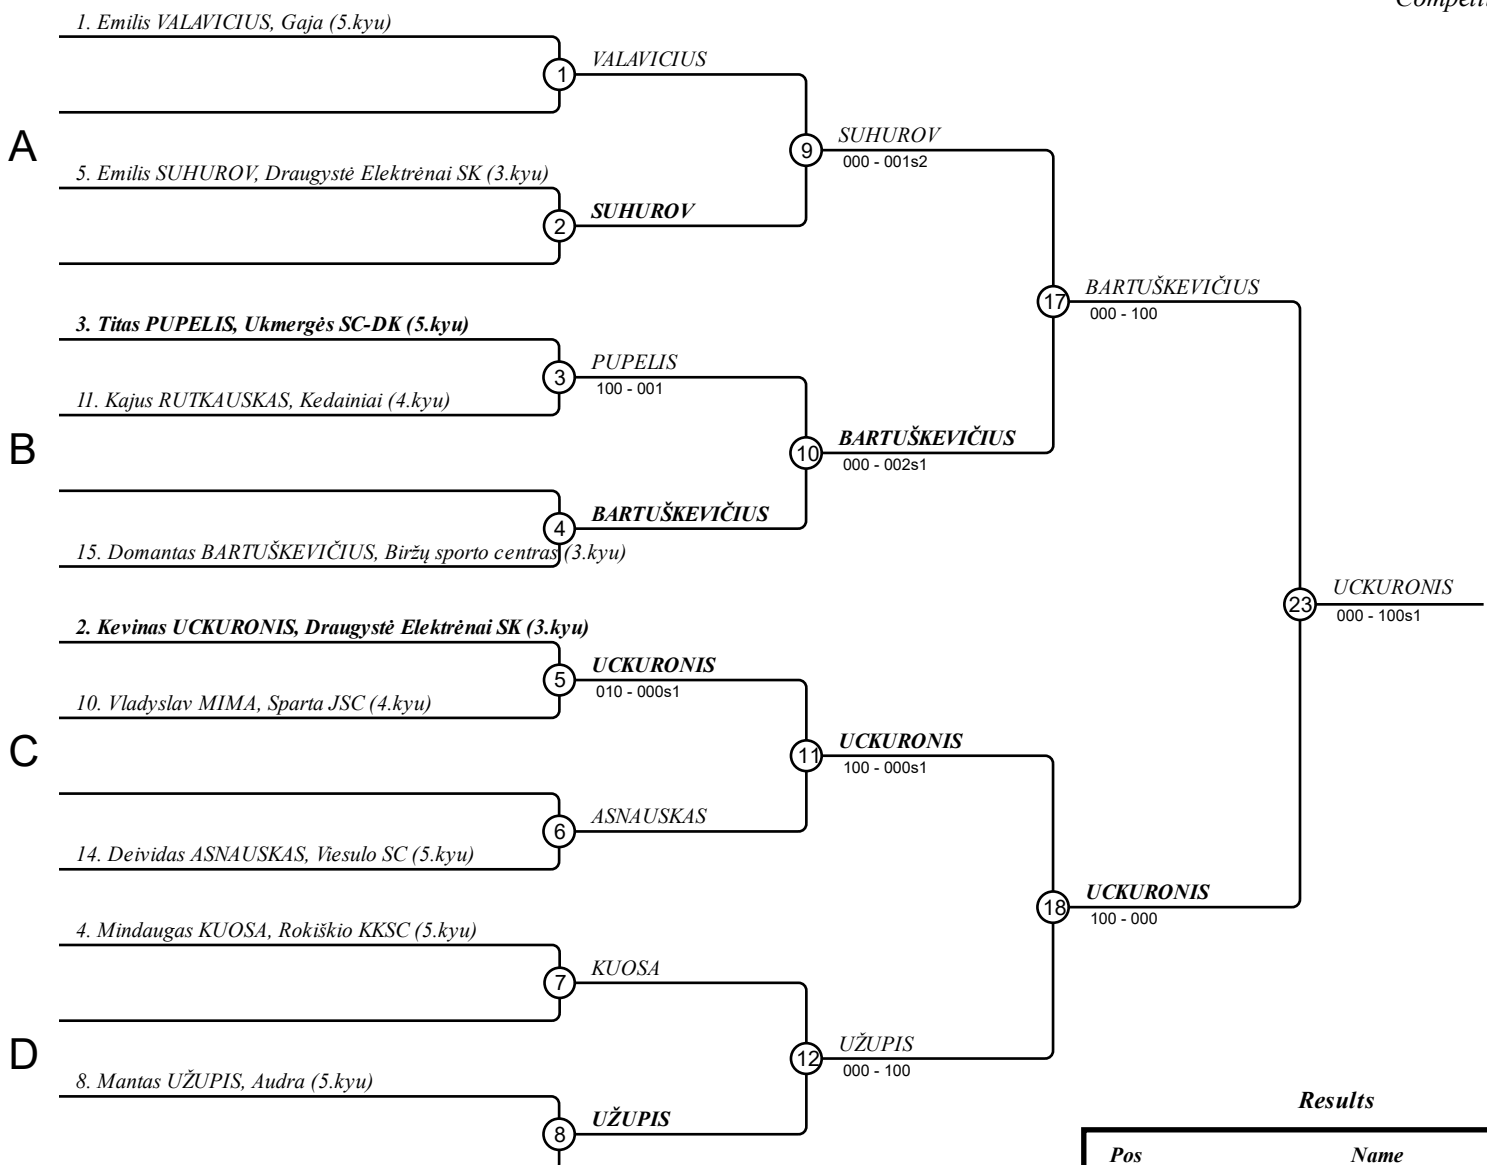 1. Emilis VALAVICIUS, Gaja (5.kyu)
1
VALAVICIUS
A
9
SUHUROV
000 - 001s2
5. Emilis SUHUROV, Draugystė Elektrėnai SK (3.kyu)
2
SUHUROV
17
BARTUŠKEVIČIUS
000 - 100
3. Titas PUPELIS, Ukmergės SC-DK (5.kyu)
3
PUPELIS
100 - 001
11. Kajus RUTKAUSKAS, Kedainiai (4.kyu)
B
10
BARTUŠKEVIČIUS
000 - 002s1
4
BARTUŠKEVIČIUS
15. Domantas BARTUŠKEVIČIUS, Biržų sporto centras (3.kyu)
23
UCKURONIS
000 - 100s1
2. Kevinas UCKURONIS, Draugystė Elektrėnai SK (3.kyu)
5
UCKURONIS
010 - 000s1
10. Vladyslav MIMA, Sparta JSC (4.kyu)
C
11
UCKURONIS
100 - 000s1
6
ASNAUSKAS
14. Deividas ASNAUSKAS, Viesulo SC (5.kyu)
18
UCKURONIS
100 - 000
4. Mindaugas KUOSA, Rokiškio KKSC (5.kyu)
7
KUOSA
D
12
UŽUPIS
000 - 100
8. Mantas UŽUPIS, Audra (5.kyu)
8
UŽUPIS
Results
Pos Name